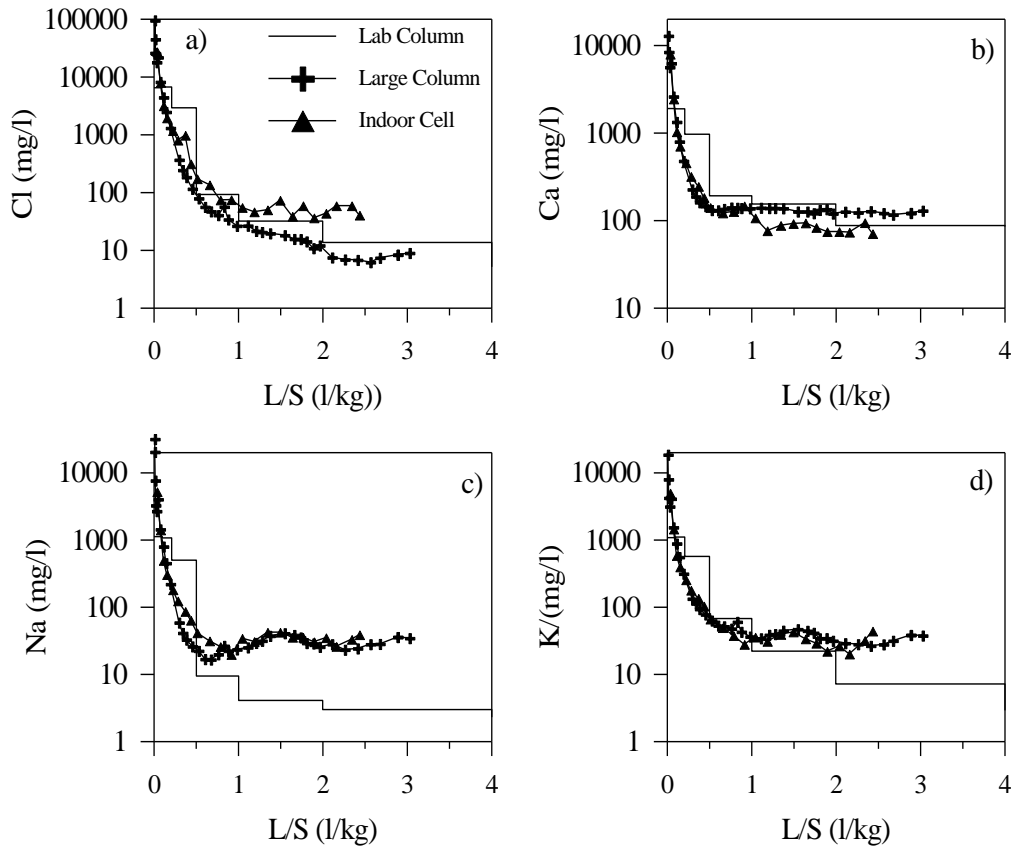 100000
10000
1000
100
10
1
Cl (mg/l)
a)
Lab Column
Large Column
Indoor Cell
0 1 2 3 4
L/S (l/kg))
10000
1000
100
10
Ca (mg/l)
b)
0 1 2 3 4
L/S (l/kg)
10000
1000
100
10
1
Na (mg/l)
c)
0 1 2 3 4
L/S (l/kg)
10000
1000
100
10
1
K/(mg/l)
d)
0 1 2 3 4
L/S (l/kg)